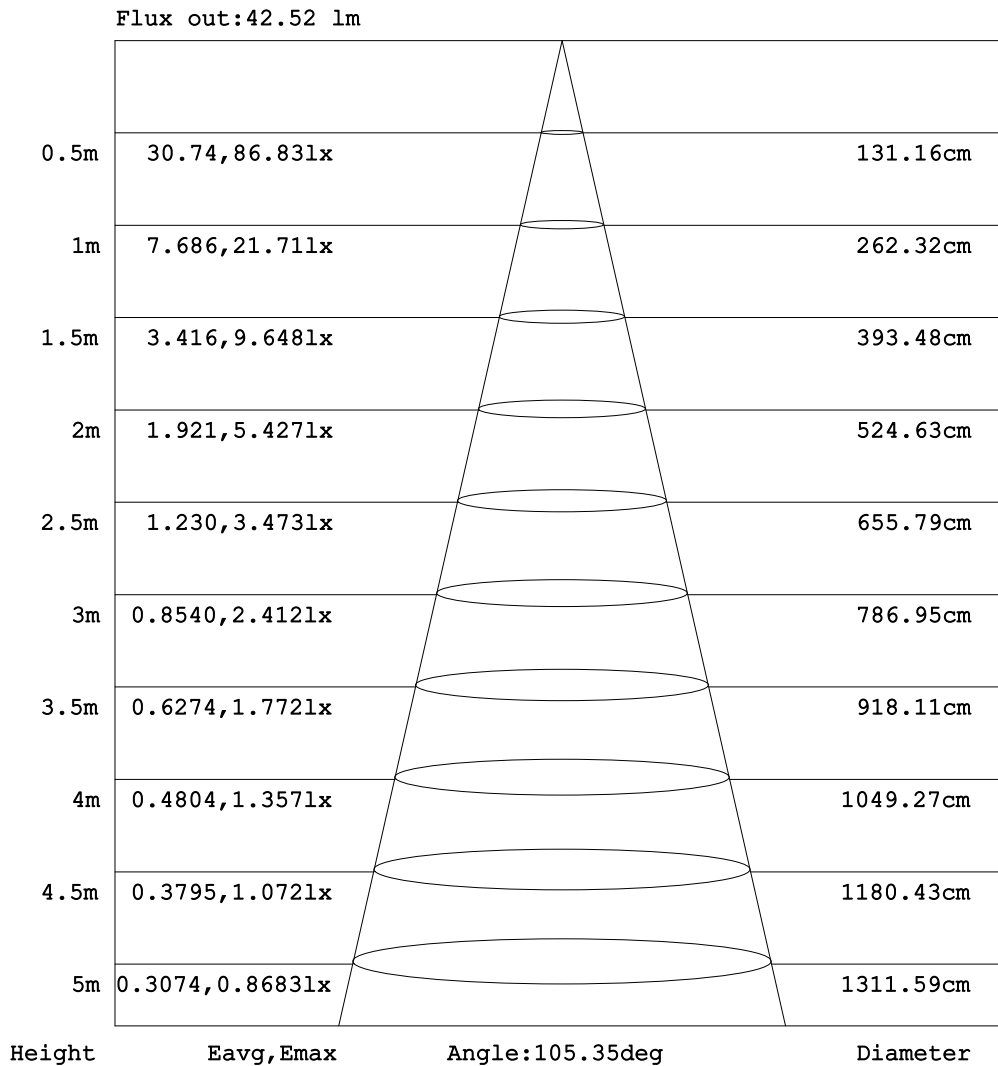 Flux out:42.52 lm
0.5m 30.74,86.83lx 131.16cm
1m 7.686,21.71lx 262.32cm
1.5m 3.416,9.648lx 393.48cm
2m 1.921,5.427lx 524.63cm
2.5m 1.230,3.473lx 655.79cm
3m 0.8540,2.412lx 786.95cm
3.5m 0.6274,1.772lx 918.11cm
4m 0.4804,1.357lx 1049.27cm
4.5m 0.3795,1.072lx 1180.43cm
5m 0.3074,0.8683lx 1311.59cm
Height Eavg,Emax Angle:105.35deg Diameter